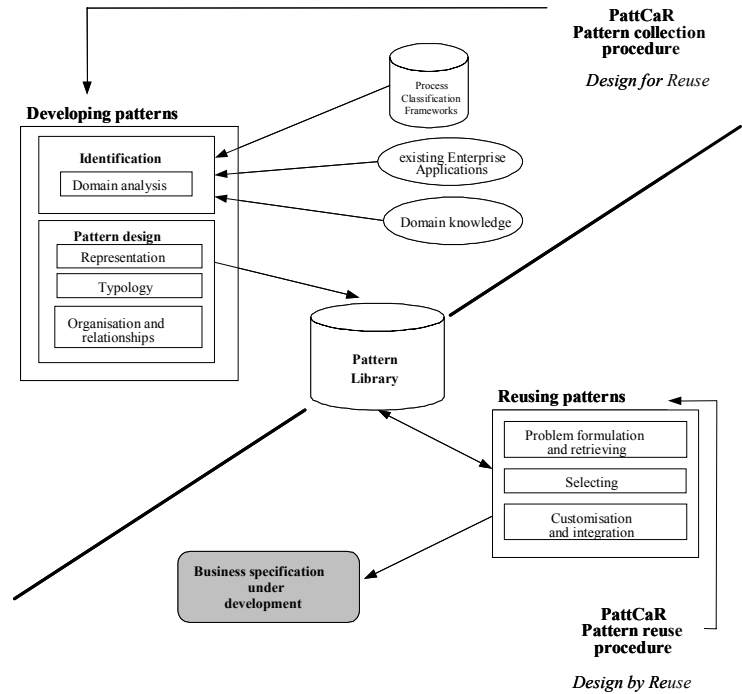 PattCaR
Pattern collection
procedure
Design for Reuse
Process
Classification
Frameworks
Developing patterns
Identification
Domain analysis
existing Enterprise
Applications
Domain knowledge
Pattern design
Representation
Typology
Organisation and
relationships
Pattern
Library
Reusing patterns
Problem formulation
and retrieving
Selecting
Customisation
and integration
Business specification
under
development
PattCaR
Pattern reuse
procedure
Design by Reuse